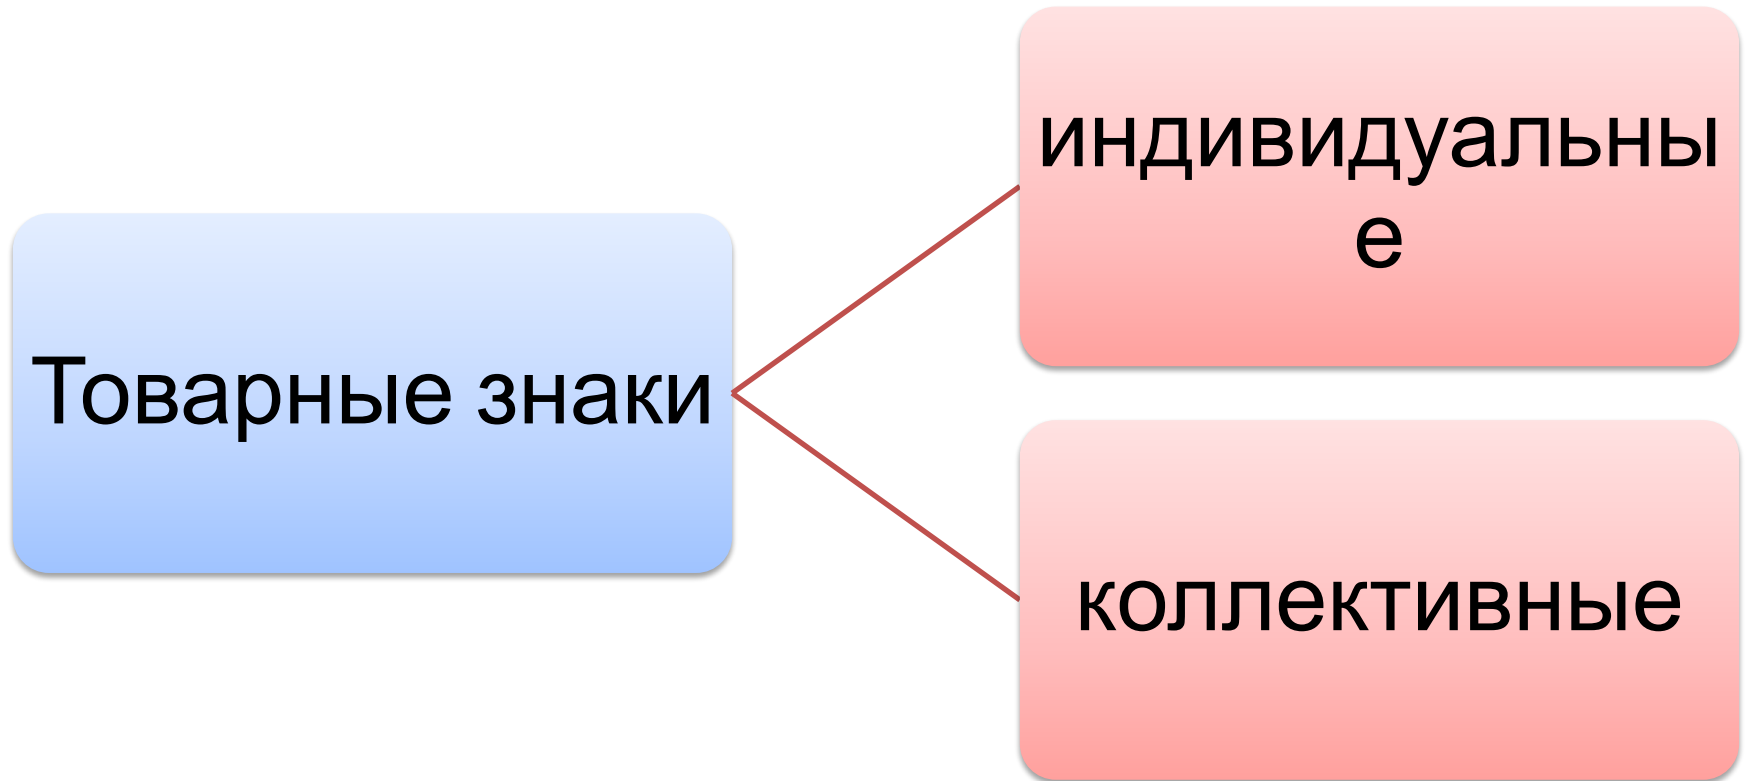 Товарные знаки
индивидуальны
е
коллективные